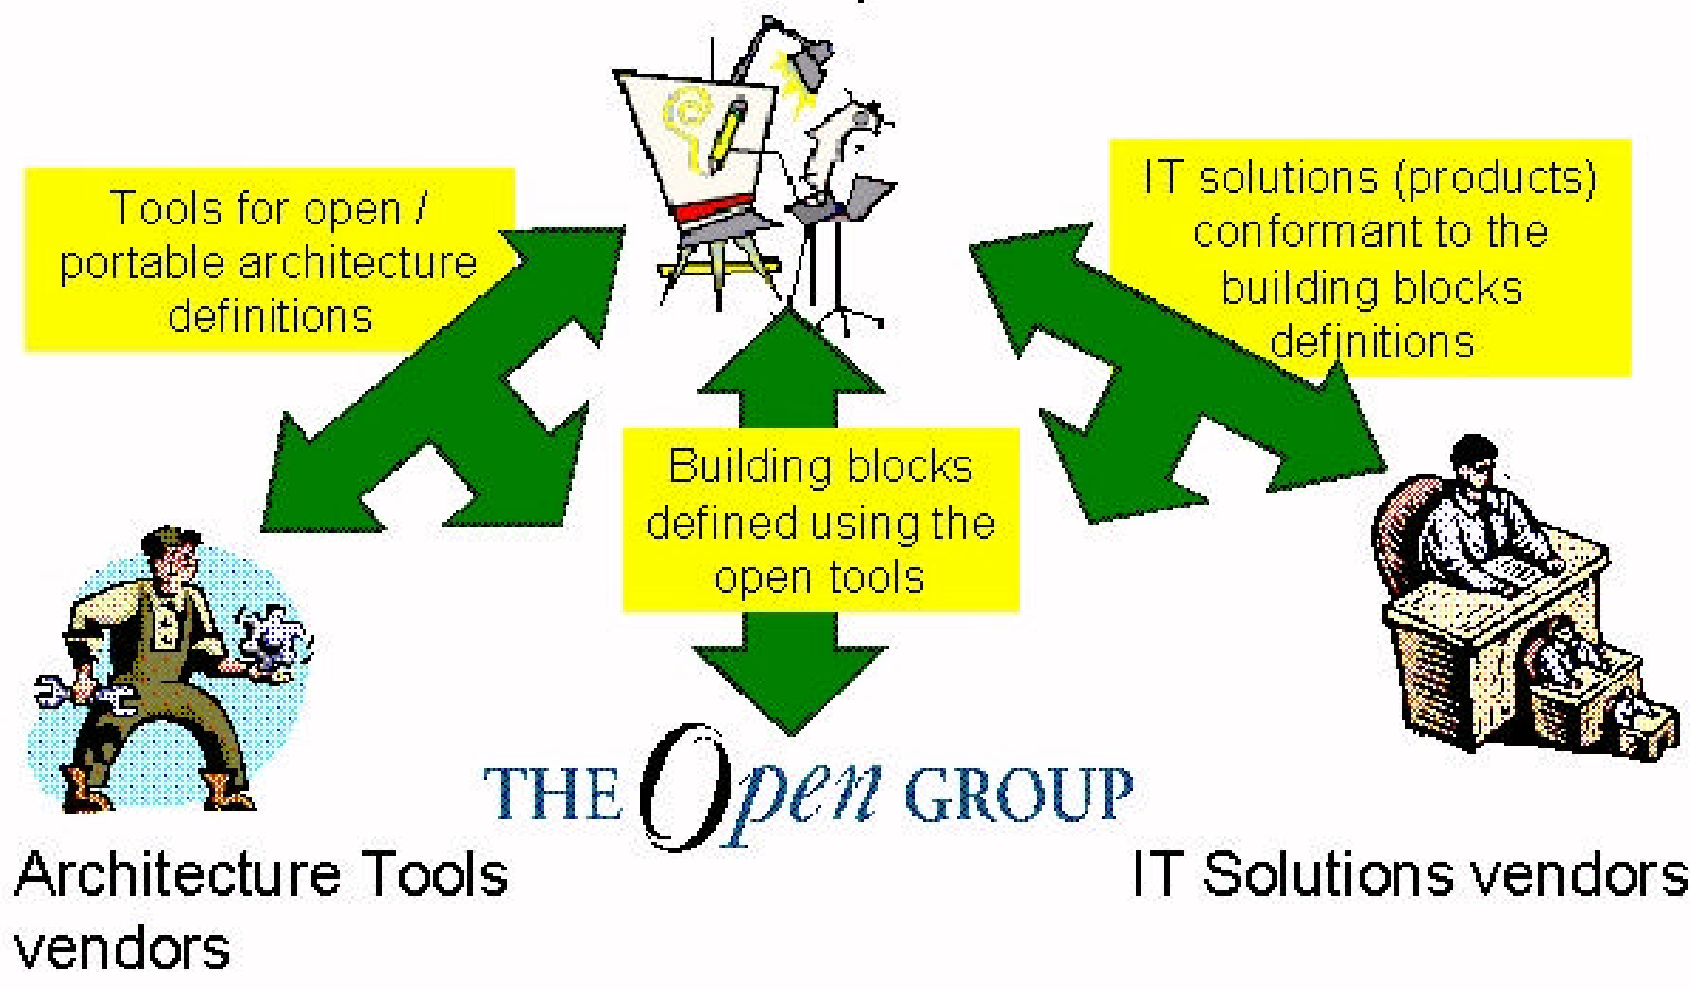 Tools for open /
portable architecture
definitions
IT solutions (products)
conformant to the
building blocks
definitions
Building blocks
defined using the
open tools
THE Open GROUP
Architecture Tools
vendors
IT Solutions vendors